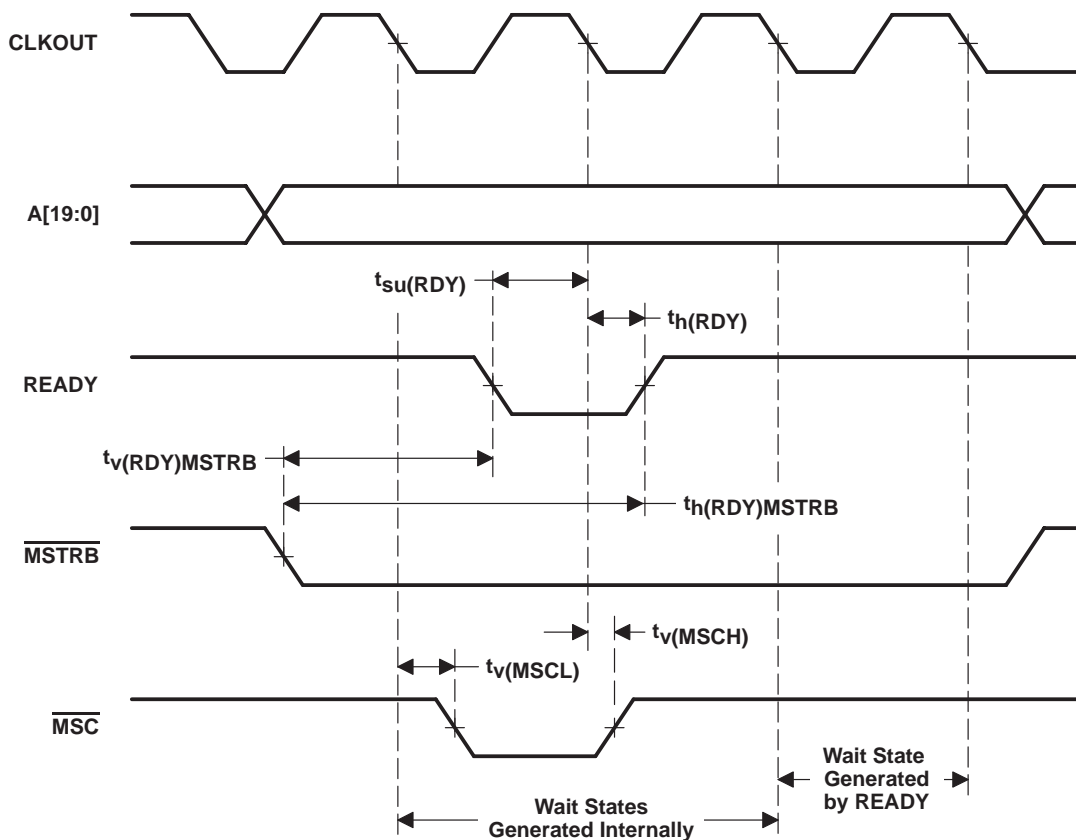 CLKOUT
A[19:0]
tsu(RDY)
th(RDY)
READY
tv(RDY)MSTRB
th(RDY)MSTRB
MSTRB
tv(MSCH)
tv(MSCL)
MSC
Wait State
Generated
by READY
Wait States
Generated Internally